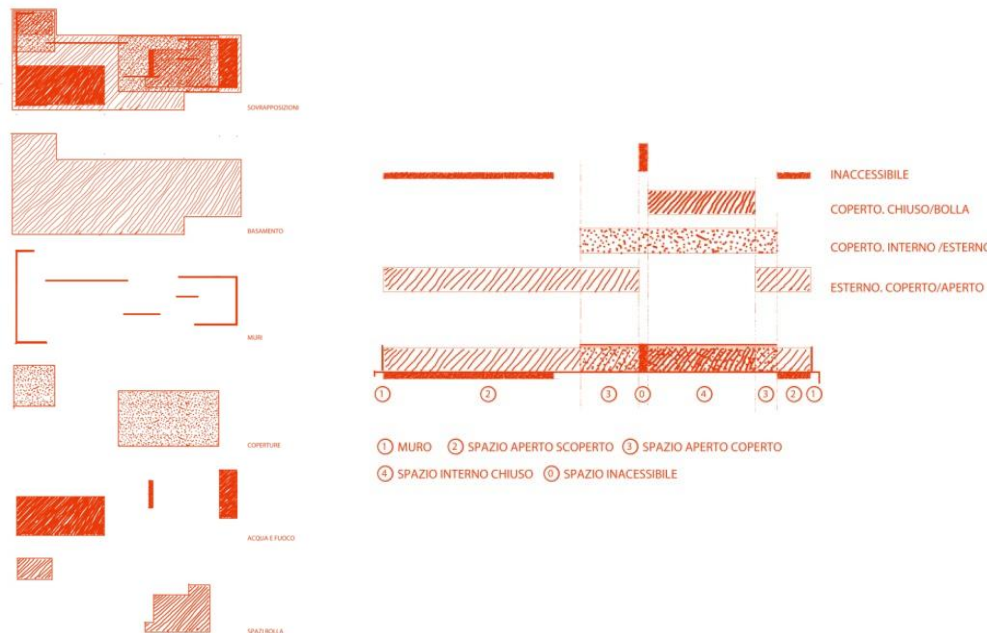 SOVRAPPOSIZIONI
BASAMENTO
MURI
COPERTURE
ACQUA E FUOCO
SPAZI BOLLA
INACCESSIBILE
COPERTO. CHIUSO/BOLLA
COPERTO. INTERNO /ESTERNO
ESTERNO. COPERTO/APERTO
1 2 3 0 4 3 2 1
1 MURO 2 SPAZIO APERTO SCOPERTO 3 SPAZIO APERTO COPERTO
4 SPAZIO INTERNO CHIUSO 0 SPAZIO INACESSIBILE